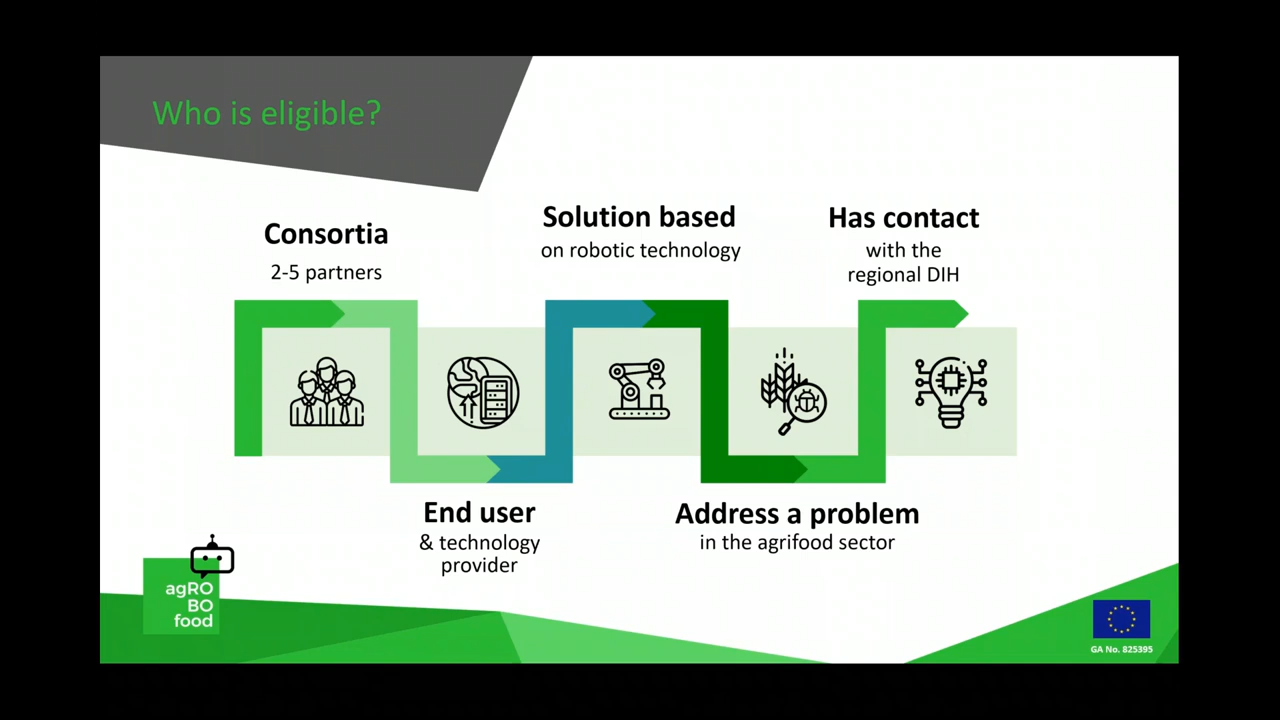 Who is eligible?
Consortia
2-5 partners
End user
& technology
provider
Solution based
on robotic technology
Address a problem
in the agrifood sector
Has contact
with the
regional DIH
agRO
BO
food
GA No. 825395